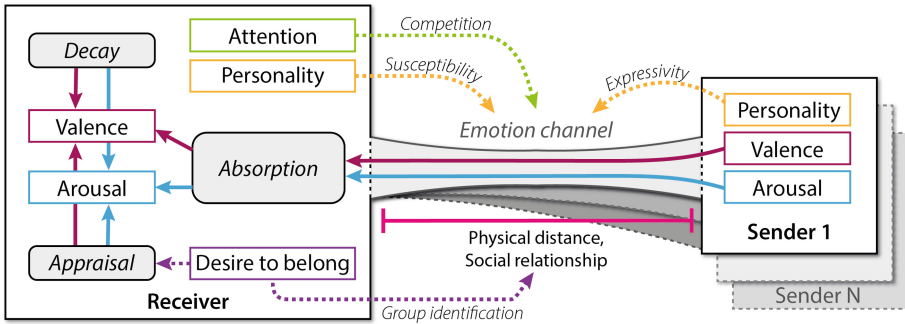 Decay
Attention
Competition
Personality
Susceptibility
Expressivity
Valence
Emotion channel
Personality
Absorption
Valence
Arousal
Arousal
Sender 1
Physical distance,
Social relationship
Appraisal
Desire to belong
Receiver
Group identification
Sender N